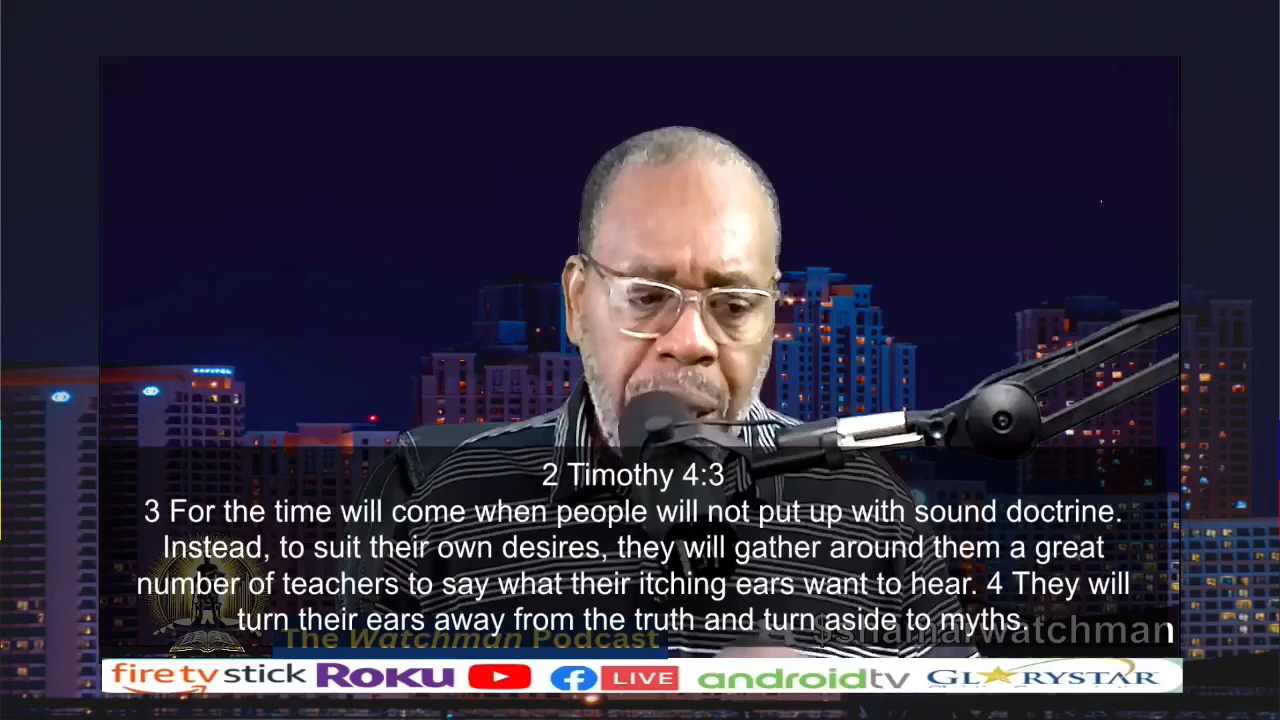 SOFITEL
2 Timothy 4:3
3 For the time will come when people will not put up with sound doctrine.
Instead, to suit their own desires, they will gather around them a great
number of teachers to say what their itching ears want to hear. 4 They will
turn their ears away from the truth and turn aside to myths.
The Watchman Podcast
$shamarwatchman
firetvstick ROKU LIVE androidtv GLORYSTAR